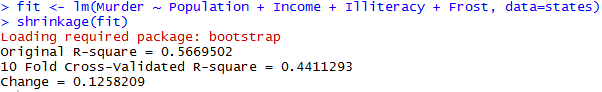 > fit <- lm(Murder ~ Population + Income + Illiteracy + Frost, data=states)
> shrinkage(fit)
Loading required package: bootstrap
Original R-square = 0.5669502
10 Fold Cross-Validated R-square = 0.4411293
Change = 0.1258209